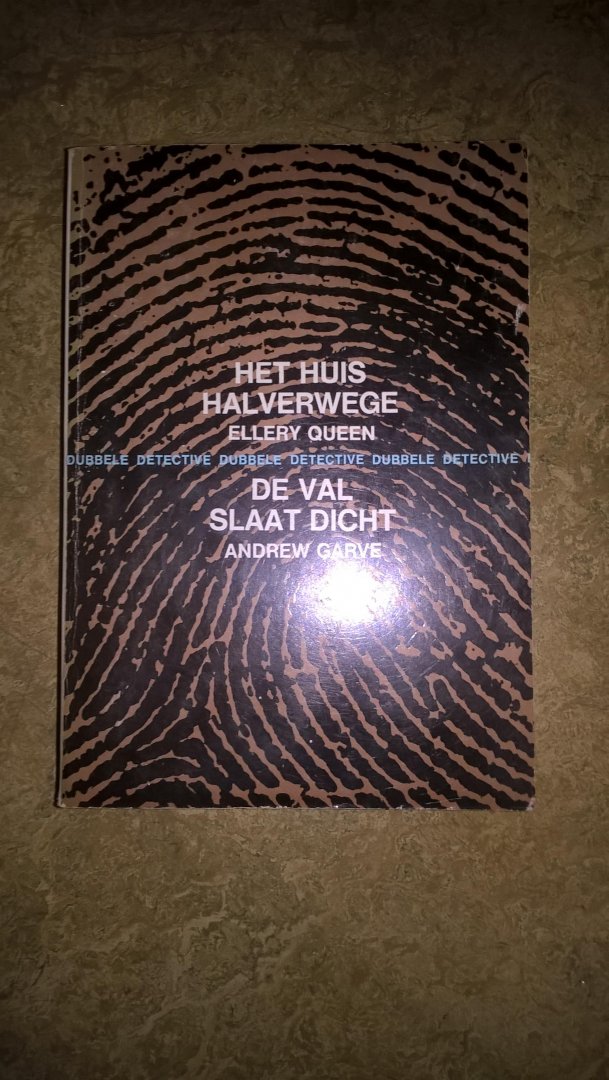 HET HUIS
HALVERWEGE
ELLERY QUEEN
DUBBELE DETECTIVE DUBBELE DETECTIVE DUBBELE DETECTIVE
DE VAL
SLAAT DICHT
ANDREW GARVE